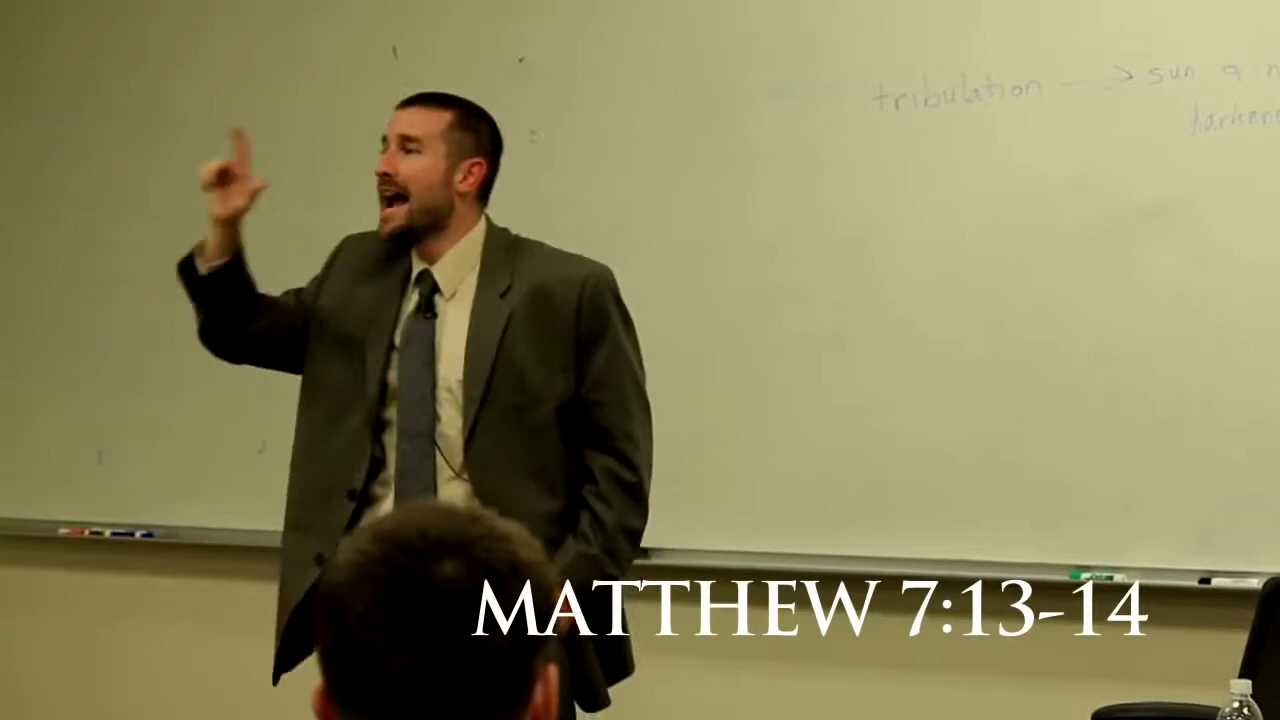 tribulation → sun &
MATTHEW 7:13-14